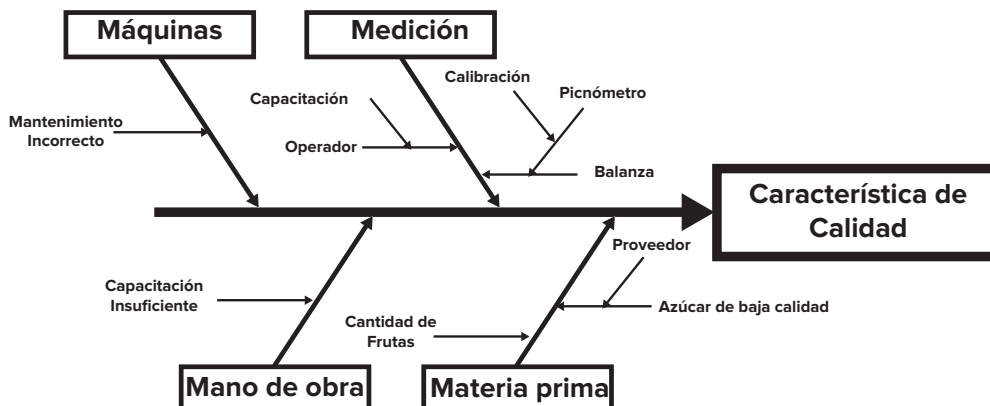 Máquinas
Medición
Calibración
Capacitación
Picnómetro
Mantenimiento
Incorrecto
Operador
Balanza
Característica de
Calidad
Proveedor
Capacitación
Insuficiente
Azúcar de baja calidad
Cantidad de
Frutas
Mano de obra
Materia prima